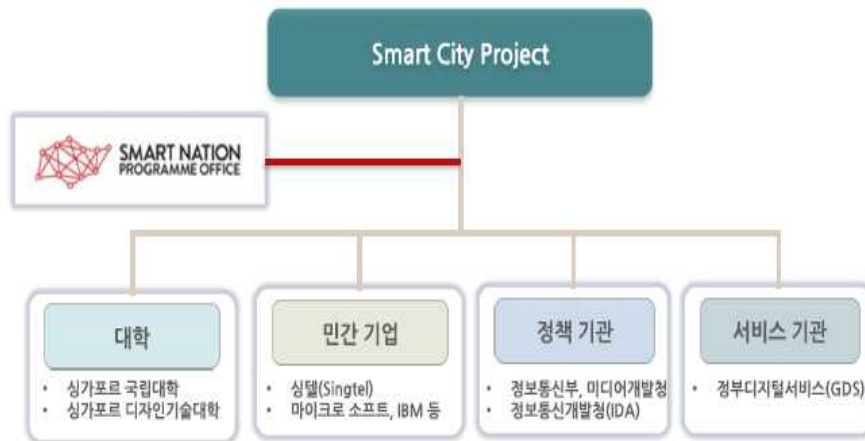 Smart City Project
SMART NATION
PROGRAMME OFFICE
대학
• 싱가포르 국립대학
• 싱가포르 디자인기술대학
민간 기업
• 싱텔(Singtel)
• 마이크로 소프트, IBM 등
정책 기관
• 정보통신부, 미디어개발청
• 정보통신개발청(IDA)
서비스 기관
• 정부디지털서비스(GDS)